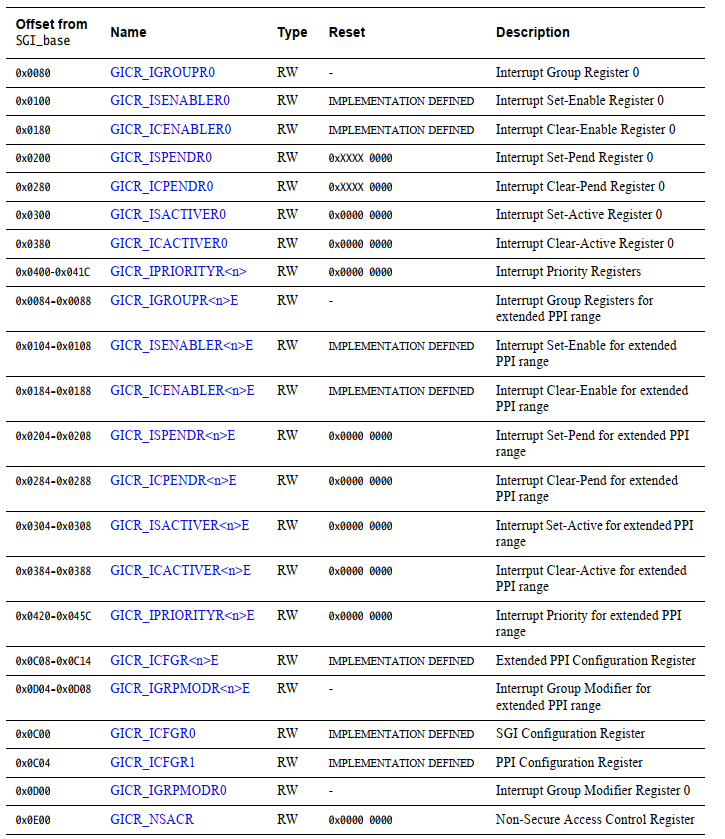 Offset from SGI_base Name Type Reset Description
0x0080 GICR_IGROUPR0 RW - Interrupt Group Register 0
0x0100 GICR_ISENABLER0 RW IMPLEMENTATION DEFINED Interrupt Set-Enable Register 0
0x0180 GICR_ICENABLER0 RW IMPLEMENTATION DEFINED Interrupt Clear-Enable Register 0
0x0200 GICR_ISPENDR0 RW 0xXXXX 0000 Interrupt Set-Pend Register 0
0x0280 GICR_ICPENDR0 RW 0xXXXX 0000 Interrupt Clear-Pend Register 0
0x0300 GICR_ISACTIVER0 RW 0x0000 0000 Interrupt Set-Active Register 0
0x0380 GICR_ICACTIVER0 RW 0x0000 0000 Interrupt Clear-Active Register 0
0x0400-0x041C GICR_IPRIORITYR<n> RW 0x0000 0000 Interrupt Priority Registers
0x0084-0x0088 GICR_IGROUPR<n>E RW - Interrupt Group Registers for
extended PPI range
0x0104-0x0108 GICR_ISENABLER<n>E RW IMPLEMENTATION DEFINED Interrupt Set-Enable for extended
PPI range
0x0184-0x0188 GICR_ICENABLER<n>E RW IMPLEMENTATION DEFINED Interrupt Clear-Enable for extended
PPI range
0x0204-0x0208 GICR_ISPENDR<n>E RW 0x0000 0000 Interrupt Set-Pend for extended PPI
range
0x0284-0x0288 GICR_ICPENDR<n>E RW 0x0000 0000 Interrupt Clear-Pend for extended PPI
range
0x0304-0x0308 GICR_ISACTIVER<n>E RW 0x0000 0000 Interrupt Set-Active for extended PPI
range
0x0384-0x0388 GICR_ICACTIVER<n>E RW 0x0000 0000 Interrput Clear-Active for extended
PPI range
0x0420-0x045C GICR_IPRIORITYR<n>E RW 0x0000 0000 Interrupt Priority for extended PPI
range
0x0C08-0x0C14 GICR_ICFGR<n>E RW IMPLEMENTATION DEFINED Extended PPI Configuration Register
0x0D04-0x0D08 GICR_IGRPMODR<n>E RW - Interrupt Group Modifier for
extended PPI range
0x0C00 GICR_ICFGR0 RW IMPLEMENTATION DEFINED SGI Configuration Register
0x0C04 GICR_ICFGR1 RW IMPLEMENTATION DEFINED PPI Configuration Register
0x0D00 GICR_IGRPMODR0 RW - Interrupt Group Modifier Register 0
0x0E00 GICR_NSACR RW 0x0000 0000 Non-Secure Access Control Register